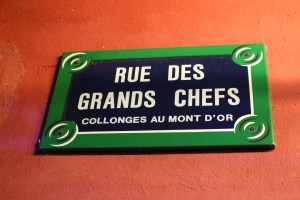 RUE DES
GRANDS CHEFS
COLLONGES AU MONT D'OR